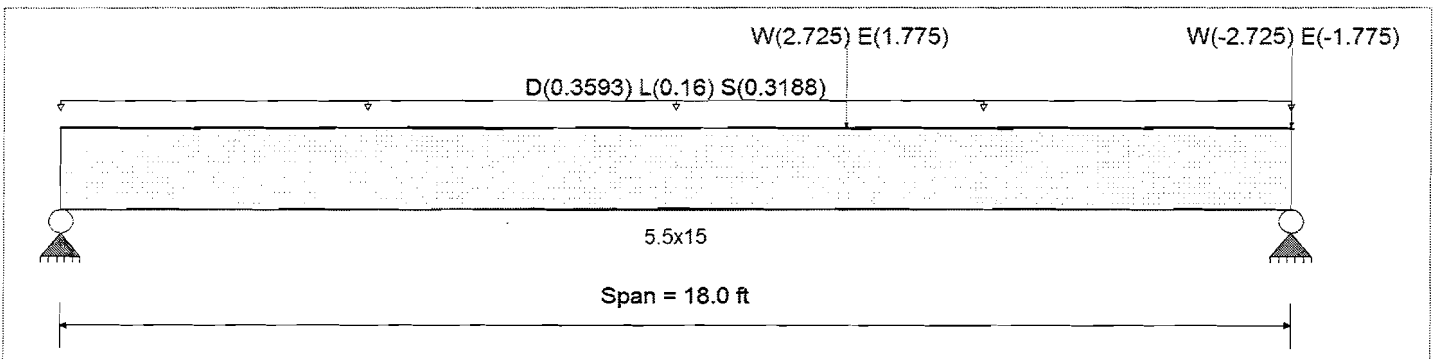 W(2.725) E(1.775) W(-2.725) E(-1.775)
D(0.3593) L(0.16) S(0.3188)
5.5x15
Span = 18.0 ft